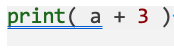 print( a + 3 )